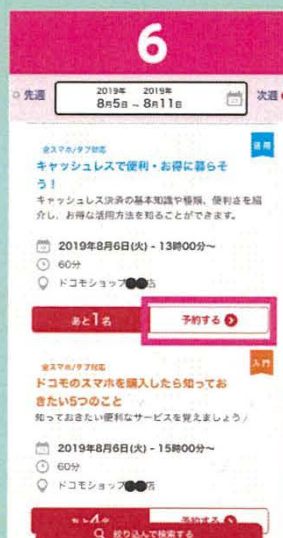 6
先週
2019年 2019年
8月5日 ~ 8月11日
次週
活用
全スマホ/タブ対応
キャッシュレスで便利・お得に暮らそ
う!
キャッシュレス決済の基本知識や種類、便利さを紹
介し、お得な活用方法を知ることができます。
2019年8月6日(火) - 13時00分~
60分
ドコモショップ●●店
あと1名
予約する
入門
全スマホ/タブ対応
ドコモのスマホを購入したら知ってお
きたい5つのこと
知っておきたい便利なサービスを覚えましょう♪
2019年8月6日(火) - 15時00分~
60分
ドコモショップ●●店
あと4名
予約する
絞り込んで検索する